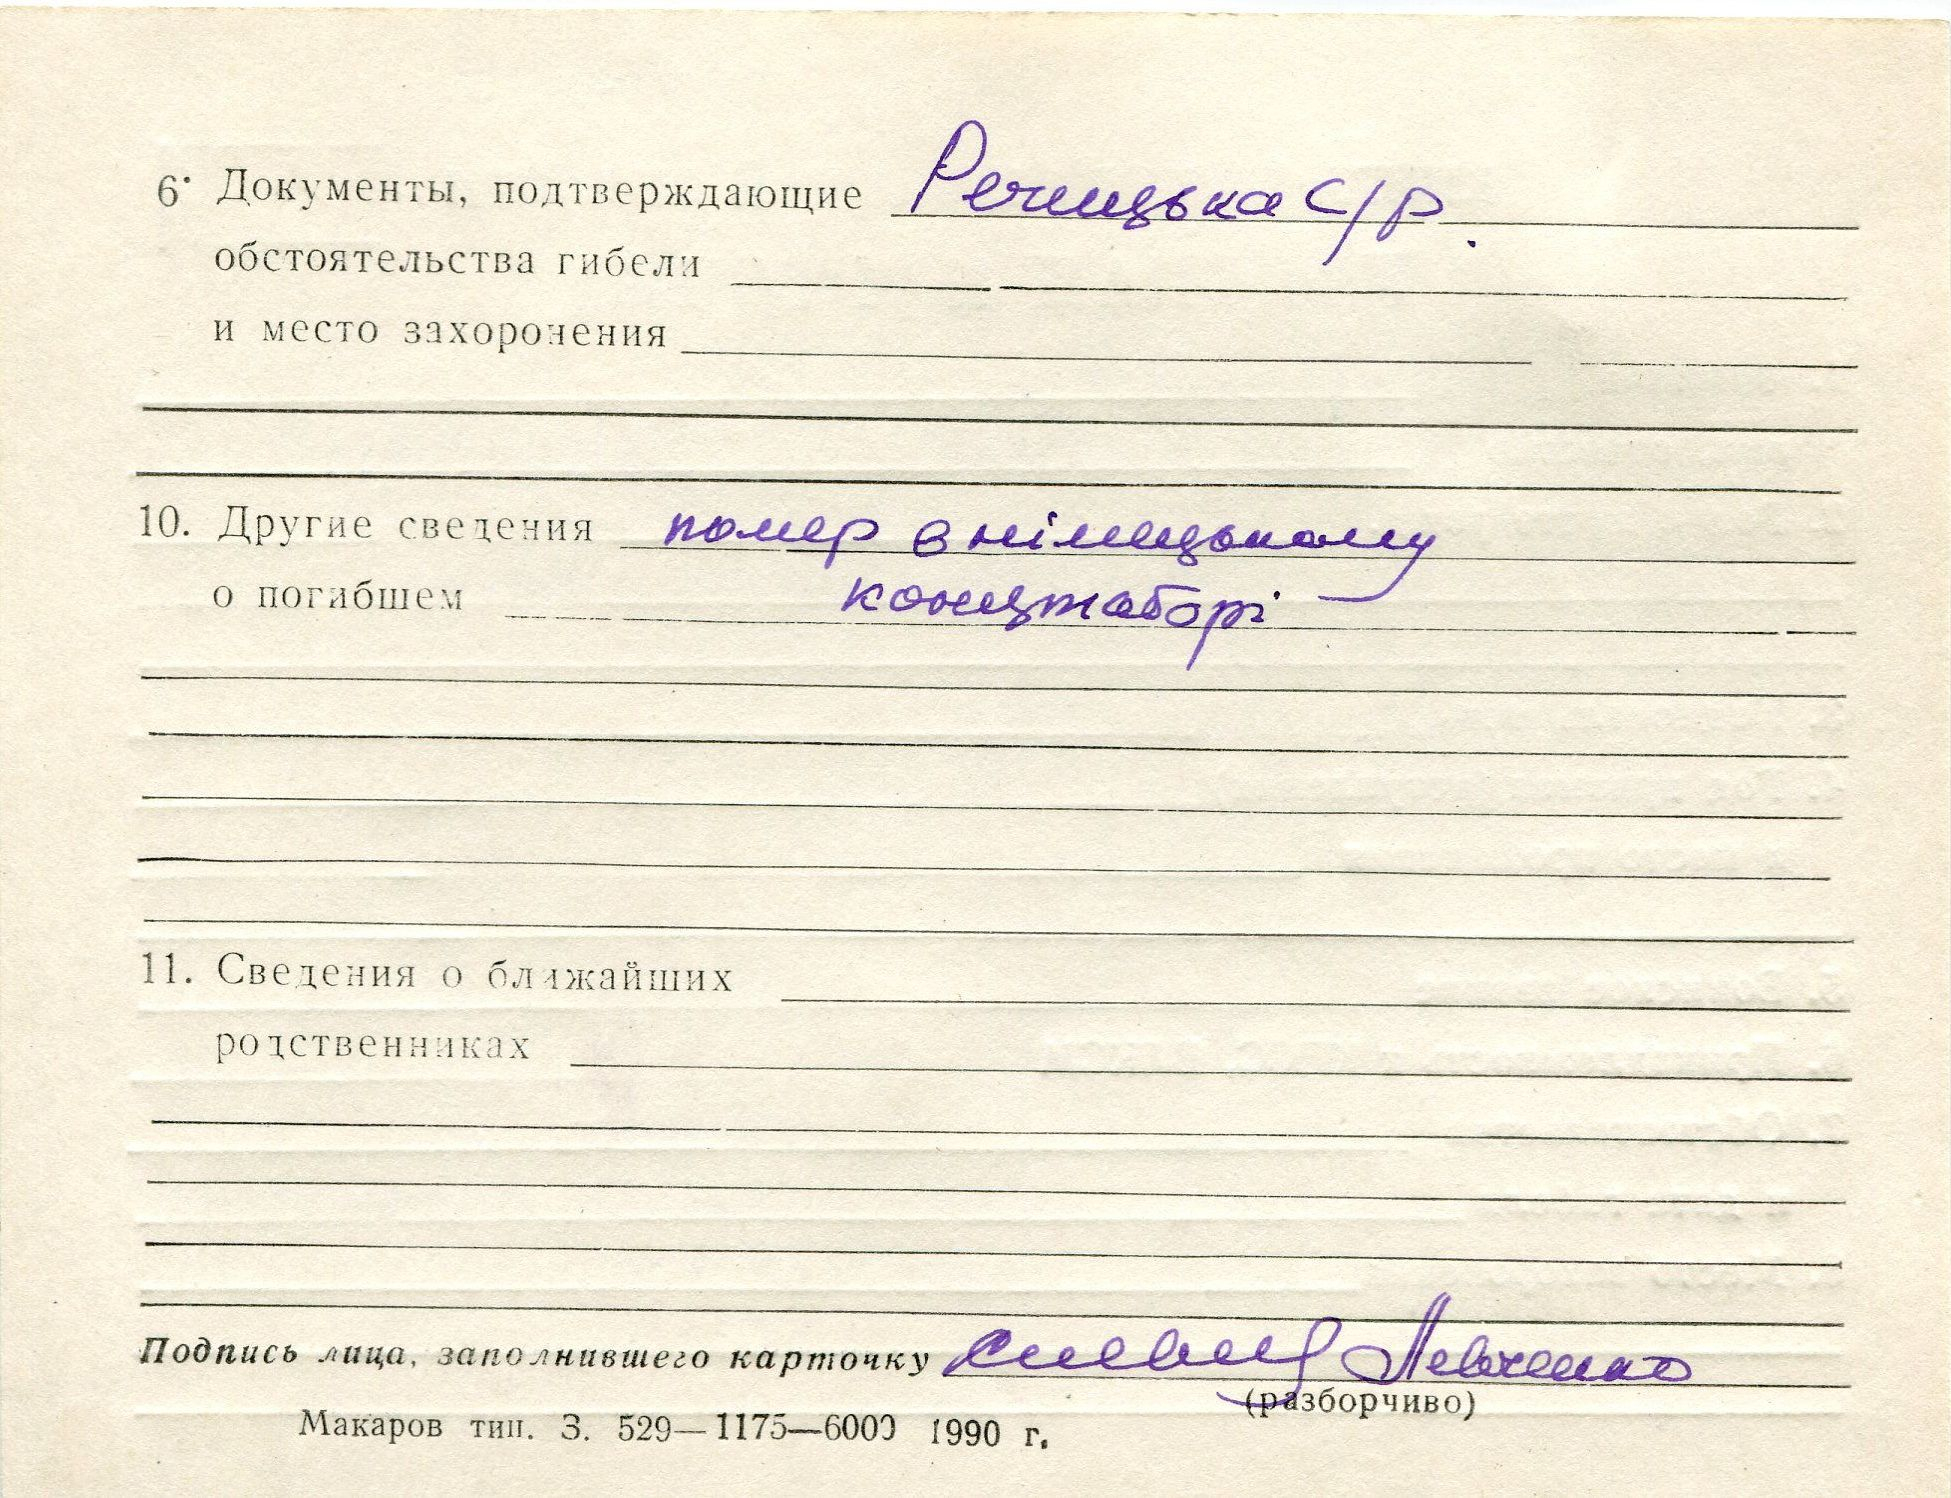 6. Документы, подтверждающие Речицька с/р.
обстоятельства гибели
и место захоронения
10. Другие сведения помер в німецькому
о погибшем концтаборі
11. Сведения о ближайших
родственниках
Подпись лица, заполнившего карточку Левченко
(разборчиво)
Макаров тип. З. 529—1175—6000 1990 г.